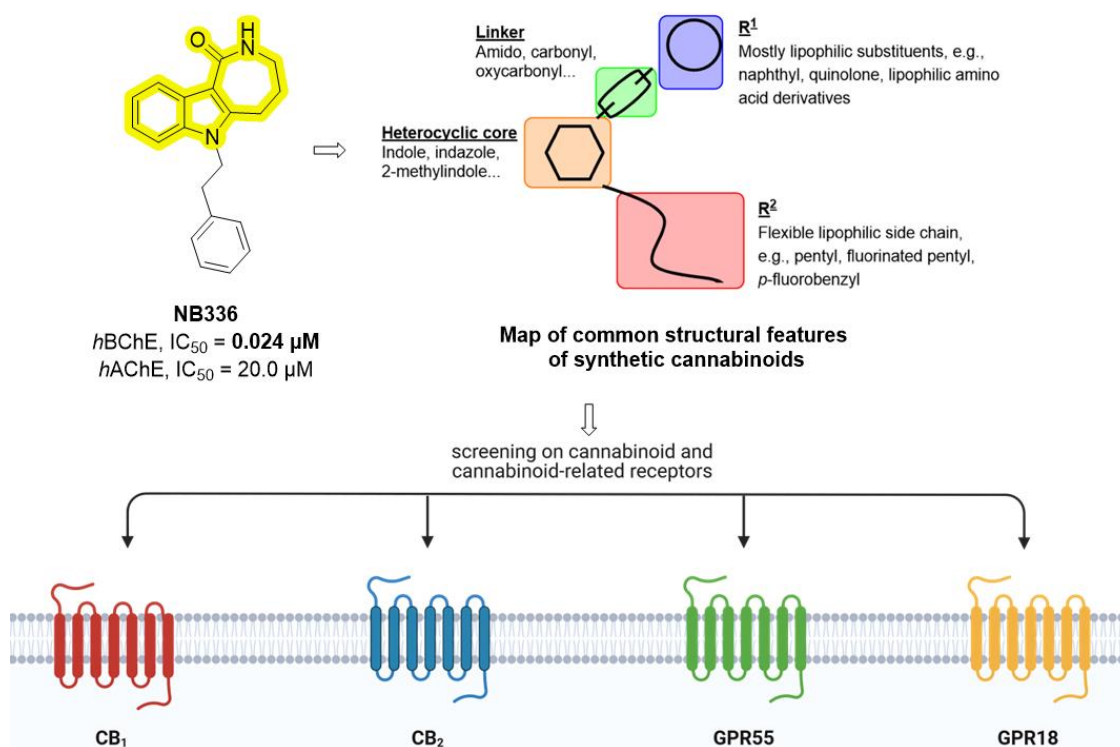 O
H
N
N
NB336
hBChE, IC₅₀ = 0.024 µM
hAChE, IC₅₀ = 20.0 µM
Linker
Amido, carbonyl,
oxycarbonyl...
R¹
Mostly lipophilic substituents, e.g.,
naphthyl, quinolone, lipophilic amino
acid derivatives
Heterocyclic core
Indole, indazole,
2-methylindole...
R²
Flexible lipophilic side chain,
e.g., pentyl, fluorinated pentyl,
p-fluorobenzyl
Map of common structural features
of synthetic cannabinoids
screening on cannabinoid and
cannabinoid-related receptors
CB₁ CB₂ GPR55 GPR18